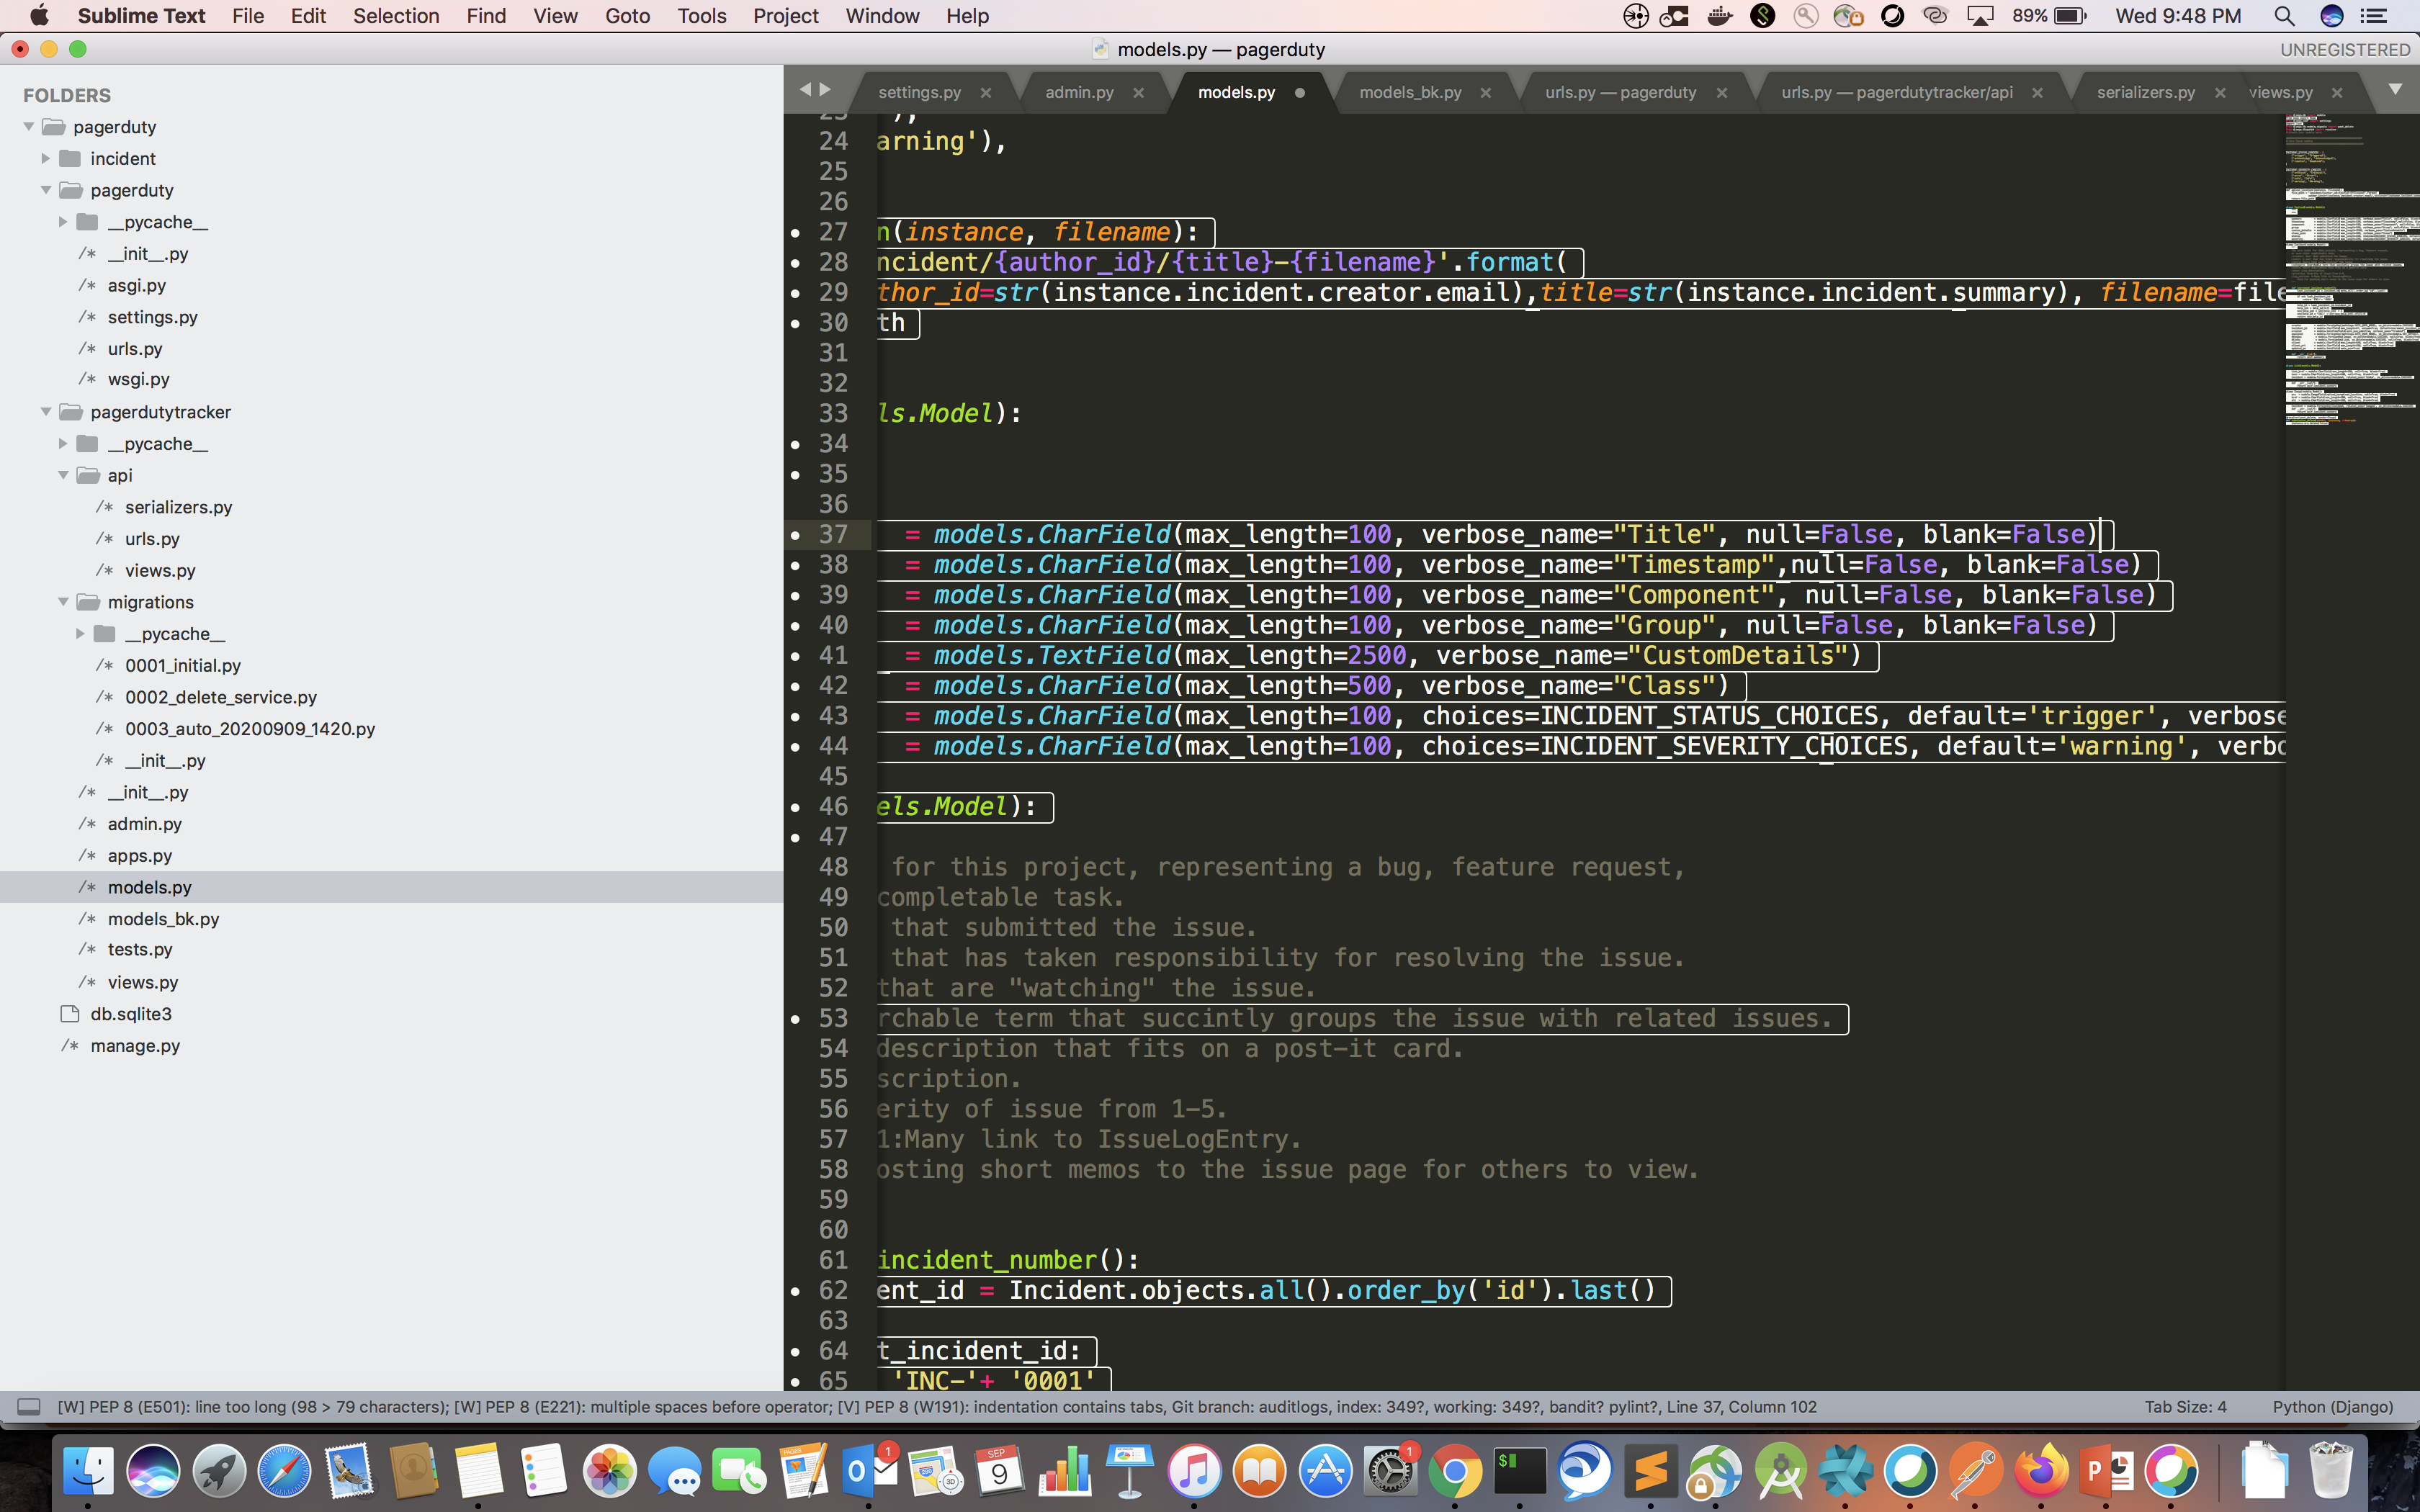 Sublime Text File Edit Selection Find View Goto Tools Project Window Help
89% Wed 9:48 PM
models.py — pagerduty
UNREGISTERED
FOLDERS
pagerduty
incident
pagerduty
__pycache__
/* __init__.py
/* asgi.py
/* settings.py
/* urls.py
/* wsgi.py
pagerdutytracker
__pycache__
api
/* serializers.py
/* urls.py
/* views.py
migrations
__pycache__
/* 0001_initial.py
/* 0002_delete_service.py
/* 0003_auto_20200909_1420.py
/* __init__.py
/* __init__.py
/* admin.py
/* apps.py
/* models.py
/* models_bk.py
/* tests.py
/* views.py
db.sqlite3
/* manage.py
settings.py × admin.py × models.py models_bk.py × urls.py — pagerduty × urls.py — pagerdutytracker/api × serializers.py × views.py ×
23 ),
24 arning'),
25
26
27 n(instance, filename):
28 ncident/{author_id}/{title}-{filename}'.format(
29 thor_id=str(instance.incident.creator.email),title=str(instance.incident.summary), filename=file
30 th
31
32
33 ls.Model):
34
35
36
37 = models.CharField(max_length=100, verbose_name="Title", null=False, blank=False)
38 = models.CharField(max_length=100, verbose_name="Timestamp",null=False, blank=False)
39 = models.CharField(max_length=100, verbose_name="Component", null=False, blank=False)
40 = models.CharField(max_length=100, verbose_name="Group", null=False, blank=False)
41 = models.TextField(max_length=2500, verbose_name="CustomDetails")
42 = models.CharField(max_length=500, verbose_name="Class")
43 = models.CharField(max_length=100, choices=INCIDENT_STATUS_CHOICES, default='trigger', verbose
44 = models.CharField(max_length=100, choices=INCIDENT_SEVERITY_CHOICES, default='warning', verbo
45
46 els.Model):
47
48 for this project, representing a bug, feature request,
49 completable task.
50 that submitted the issue.
51 that has taken responsibility for resolving the issue.
52 that are "watching" the issue.
53 rchable term that succintly groups the issue with related issues.
54 description that fits on a post-it card.
55 scription.
56 erity of issue from 1-5.
57 1:Many link to IssueLogEntry.
58 osting short memos to the issue page for others to view.
59
60
61 incident_number():
62 ent_id = Incident.objects.all().order_by('id').last()
63
64 t_incident_id:
65 'INC-'+ '0001'
[W] PEP 8 (E501): line too long (98 > 79 characters); [W] PEP 8 (E221): multiple spaces before operator; [V] PEP 8 (W191): indentation contains tabs, Git branch: auditlogs, index: 349?, working: 349?, bandit? pylint?, Line 37, Column 102
Tab Size: 4 Python (Django)
1
PAGES
SEP
9
1